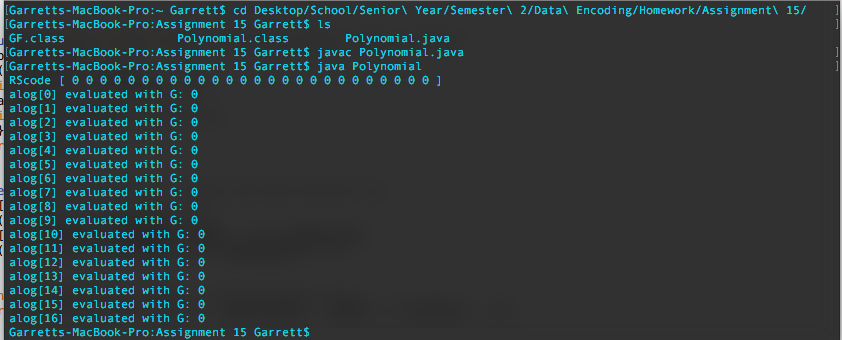 Garretts-MacBook-Pro:~ Garrett$ cd Desktop/School/Senior\ Year/Semester\ 2/Data\ Encoding/Homework/Assignment\ 15/ ]
[Garretts-MacBook-Pro:Assignment 15 Garrett$ ls ]
GF.class Polynomial.class Polynomial.java
[Garretts-MacBook-Pro:Assignment 15 Garrett$ javac Polynomial.java ]
[Garretts-MacBook-Pro:Assignment 15 Garrett$ java Polynomial ]
RScode [ 0 0 0 0 0 0 0 0 0 0 0 0 0 0 0 0 0 0 0 0 0 0 0 0 0 0 ]
alog[0] evaluated with G: 0
alog[1] evaluated with G: 0
alog[2] evaluated with G: 0
alog[3] evaluated with G: 0
alog[4] evaluated with G: 0
alog[5] evaluated with G: 0
alog[6] evaluated with G: 0
alog[7] evaluated with G: 0
alog[8] evaluated with G: 0
alog[9] evaluated with G: 0
alog[10] evaluated with G: 0
alog[11] evaluated with G: 0
alog[12] evaluated with G: 0
alog[13] evaluated with G: 0
alog[14] evaluated with G: 0
alog[15] evaluated with G: 0
alog[16] evaluated with G: 0
Garretts-MacBook-Pro:Assignment 15 Garrett$